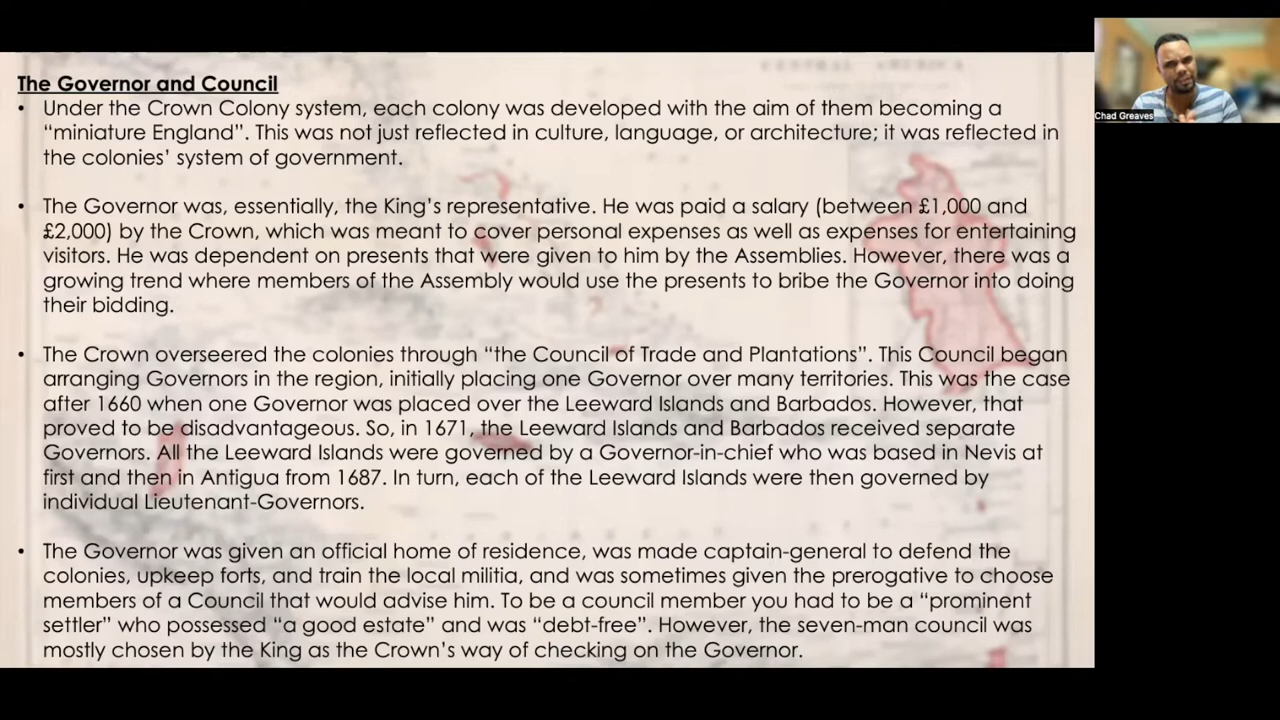 CENTRAL AMERICA
Chad Greaves
The Governor and Council
• Under the Crown Colony system, each colony was developed with the aim of them becoming a
“miniature England”. This was not just reflected in culture, language, or architecture; it was reflected in
the colonies’ system of government.
• The Governor was, essentially, the King’s representative. He was paid a salary (between £1,000 and
£2,000) by the Crown, which was meant to cover personal expenses as well as expenses for entertaining
visitors. He was dependent on presents that were given to him by the Assemblies. However, there was a
growing trend where members of the Assembly would use the presents to bribe the Governor into doing
their bidding.
• The Crown overseered the colonies through “the Council of Trade and Plantations”. This Council began
arranging Governors in the region, initially placing one Governor over many territories. This was the case
after 1660 when one Governor was placed over the Leeward Islands and Barbados. However, that
proved to be disadvantageous. So, in 1671, the Leeward Islands and Barbados received separate
Governors. All the Leeward Islands were governed by a Governor-in-chief who was based in Nevis at
first and then in Antigua from 1687. In turn, each of the Leeward Islands were then governed by
individual Lieutenant-Governors.
• The Governor was given an official home of residence, was made captain-general to defend the
colonies, upkeep forts, and train the local militia, and was sometimes given the prerogative to choose
members of a Council that would advise him. To be a council member you had to be a “prominent
settler” who possessed “a good estate” and was “debt-free”. However, the seven-man council was
mostly chosen by the King as the Crown’s way of checking on the Governor.